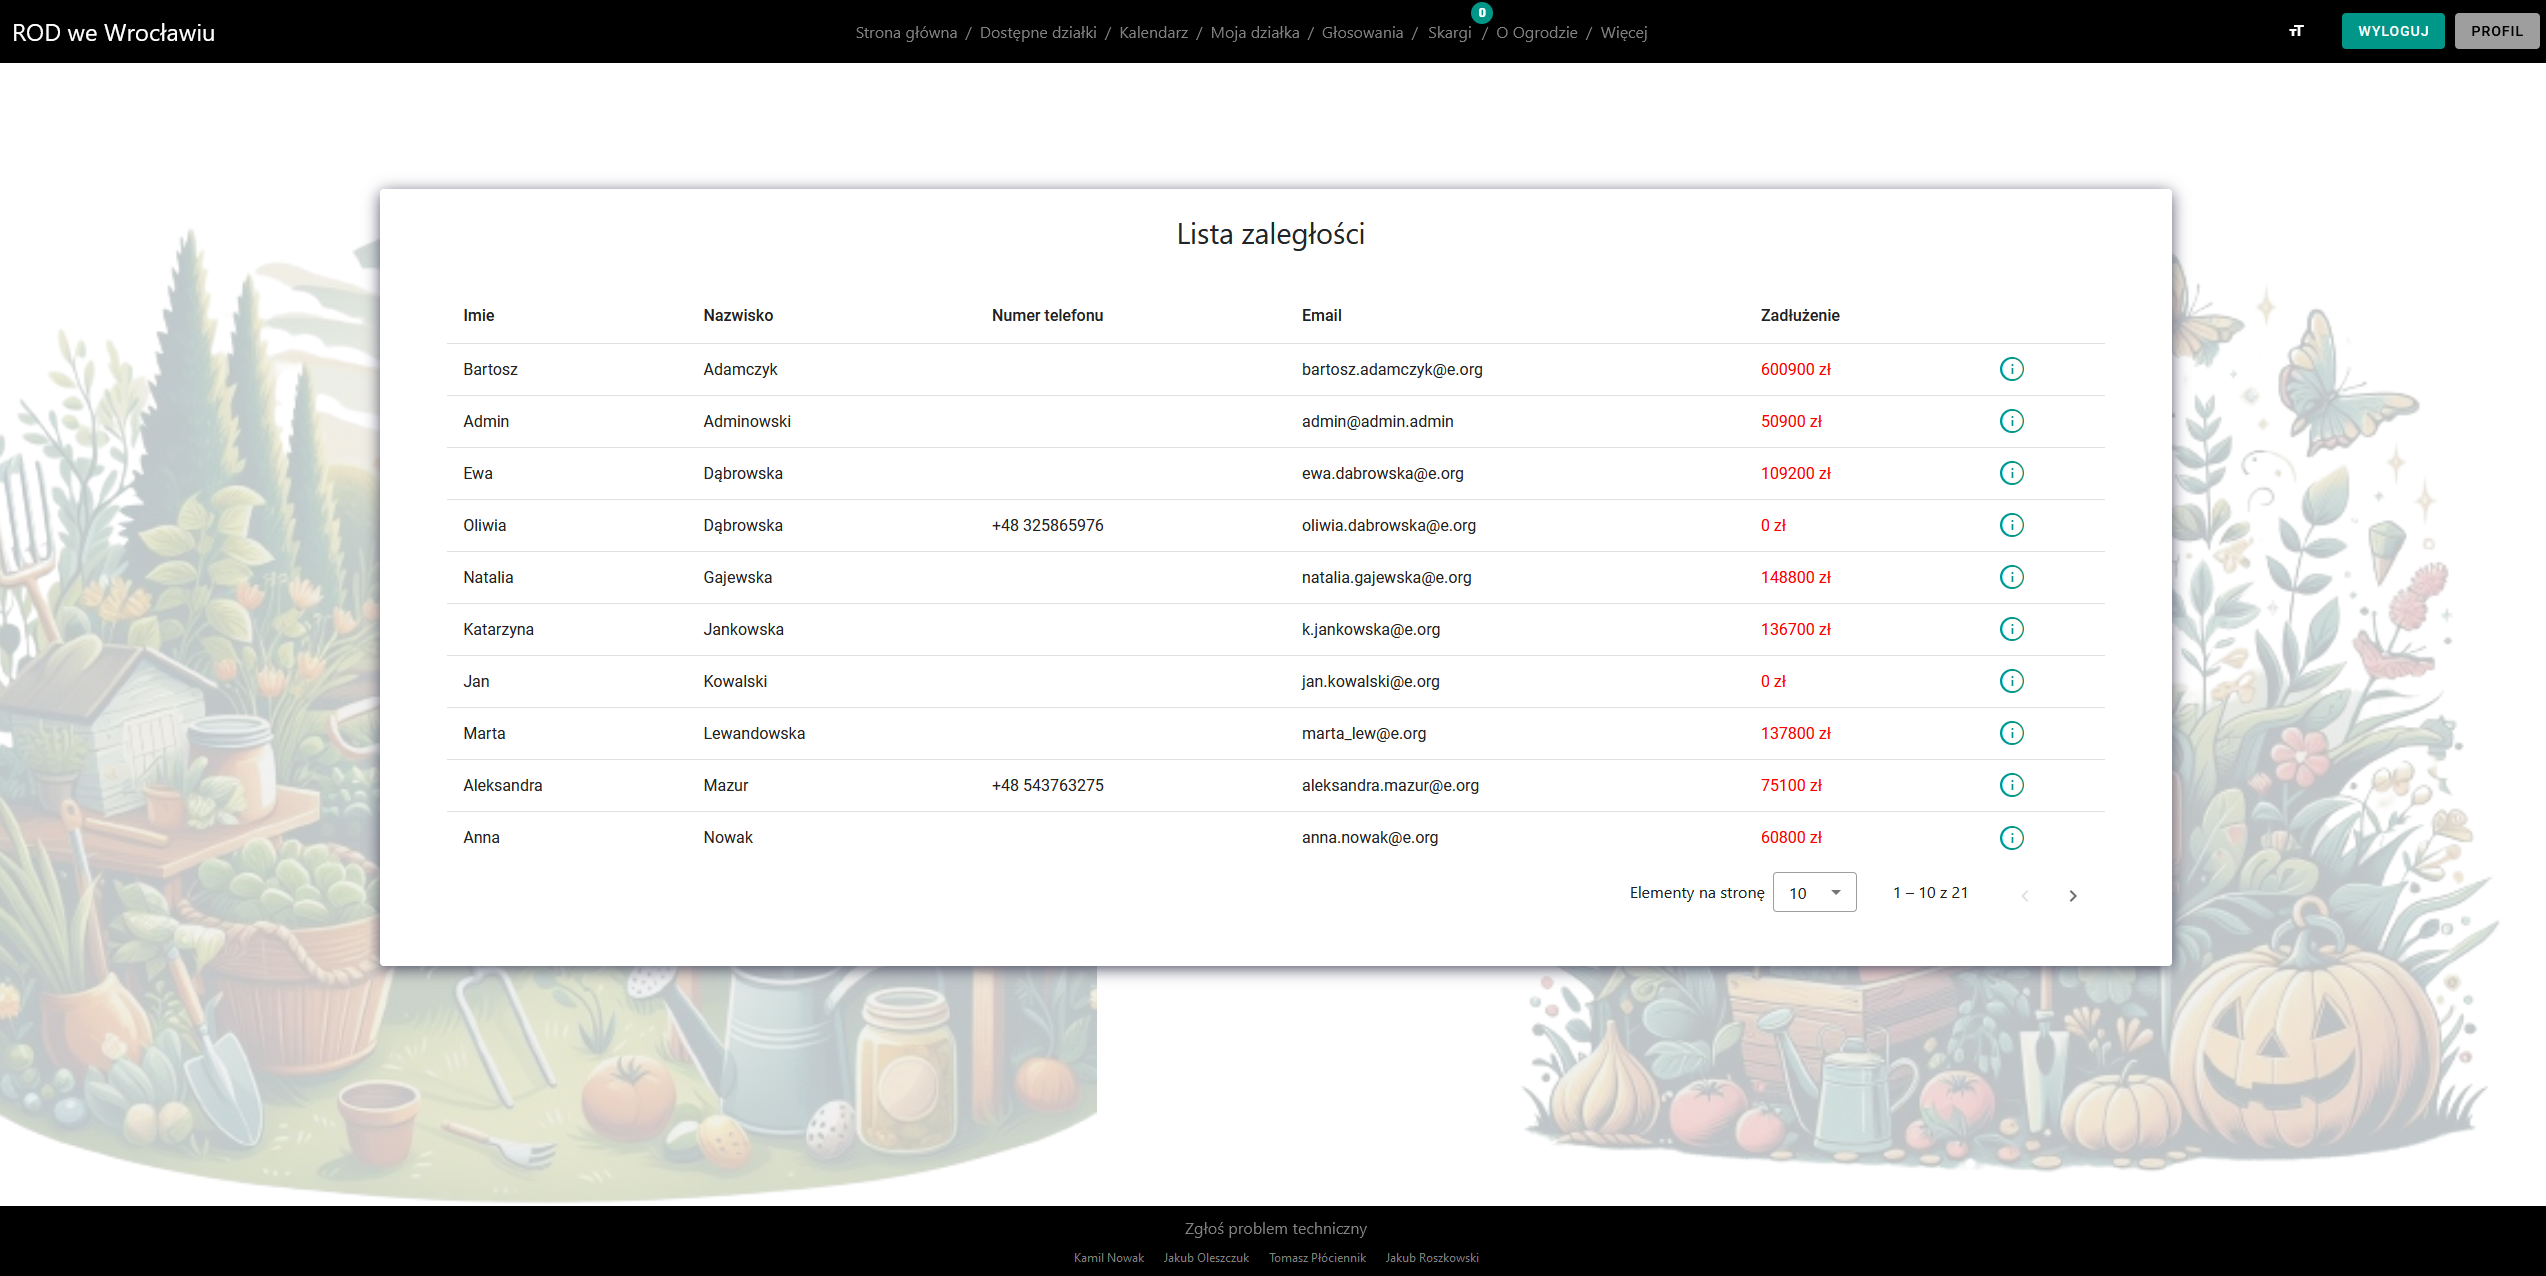 ROD we Wrocławiu
0
Strona główna / Dostępne działki / Kalendarz / Moja działka / Głosowania / Skargi / O Ogrodzie / Więcej
WYLOGUJ PROFIL
Lista zaległości
Imie Nazwisko Numer telefonu Email Zadłużenie
Bartosz Adamczyk bartosz.adamczyk@e.org 600900 zł
Admin Adminowski admin@admin.admin 50900 zł
Ewa Dąbrowska ewa.dabrowska@e.org 109200 zł
Oliwia Dąbrowska +48 325865976 oliwia.dabrowska@e.org 0 zł
Natalia Gajewska natalia.gajewska@e.org 148800 zł
Katarzyna Jankowska k.jankowska@e.org 136700 zł
Jan Kowalski jan.kowalski@e.org 0 zł
Marta Lewandowska marta_lew@e.org 137800 zł
Aleksandra Mazur +48 543763275 aleksandra.mazur@e.org 75100 zł
Anna Nowak anna.nowak@e.org 60800 zł
Elementy na stronę 10 1 – 10 z 21
Zgłoś problem techniczny
Kamil Nowak Jakub Oleszczuk Tomasz Płóciennik Jakub Roszkowski